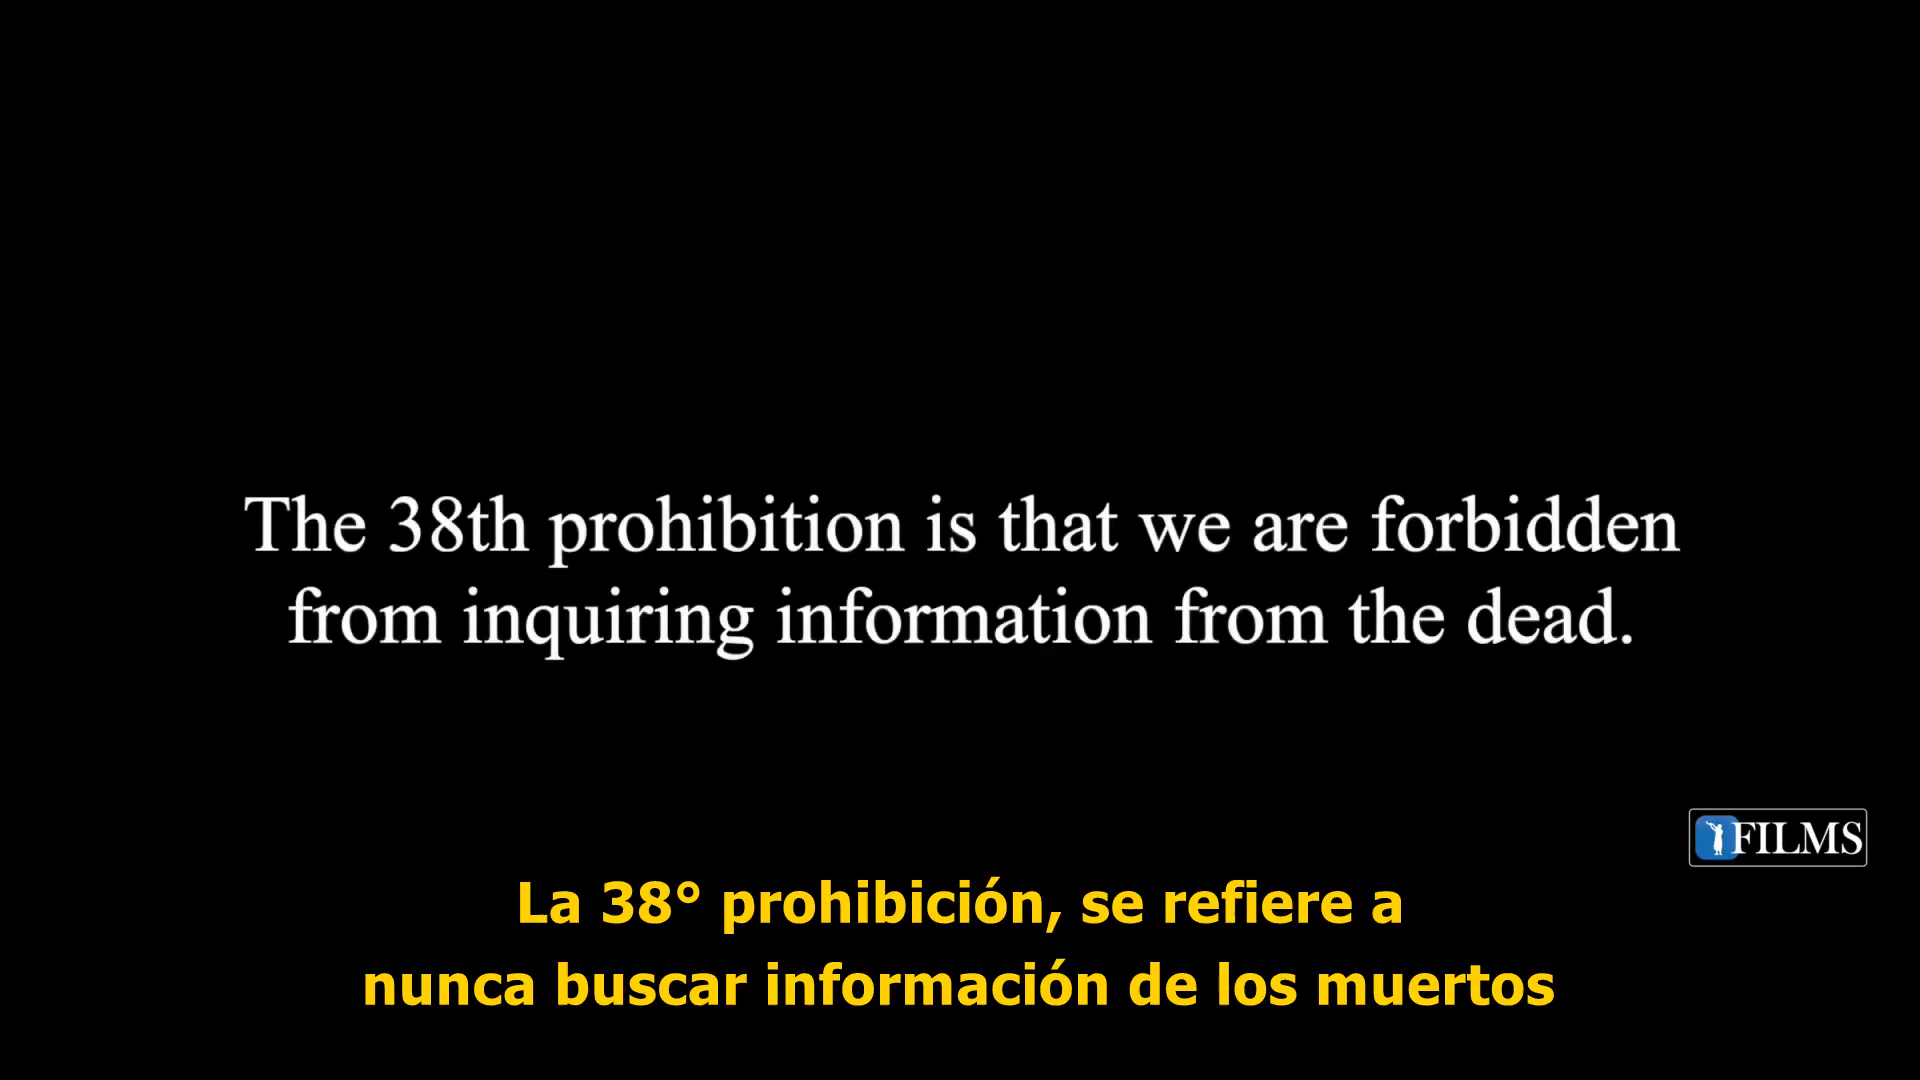 The 38th prohibition is that we are forbidden
from inquiring information from the dead.
FILMS
La 38° prohibición, se refiere a
nunca buscar información de los muertos